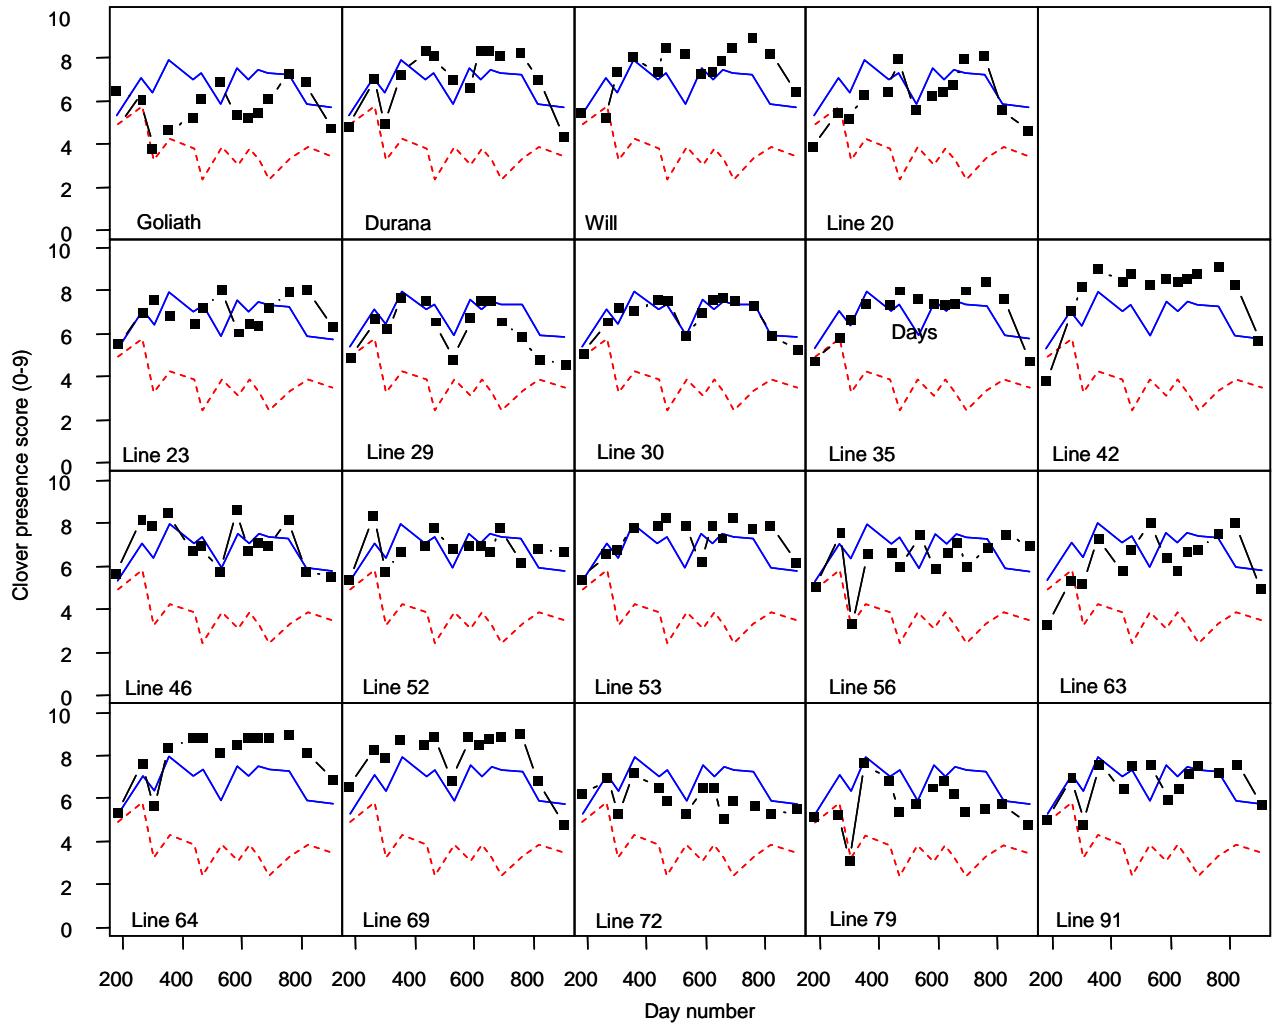 10
8
6
4
2
0
Goliath
Durana
Will
Line 20
10
8
6
4
2
0
Line 23
Line 29
Line 30
Days
Line 35
Line 42
Clover presence score (0-9)
10
8
6
4
2
0
Line 46
Line 52
Line 53
Line 56
Line 63
10
8
6
4
2
0
Line 64
Line 69
Line 72
Line 79
Line 91
200 400 600 800 200 400 600 800 200 400 600 800 200 400 600 800 200 400 600 800
Day number